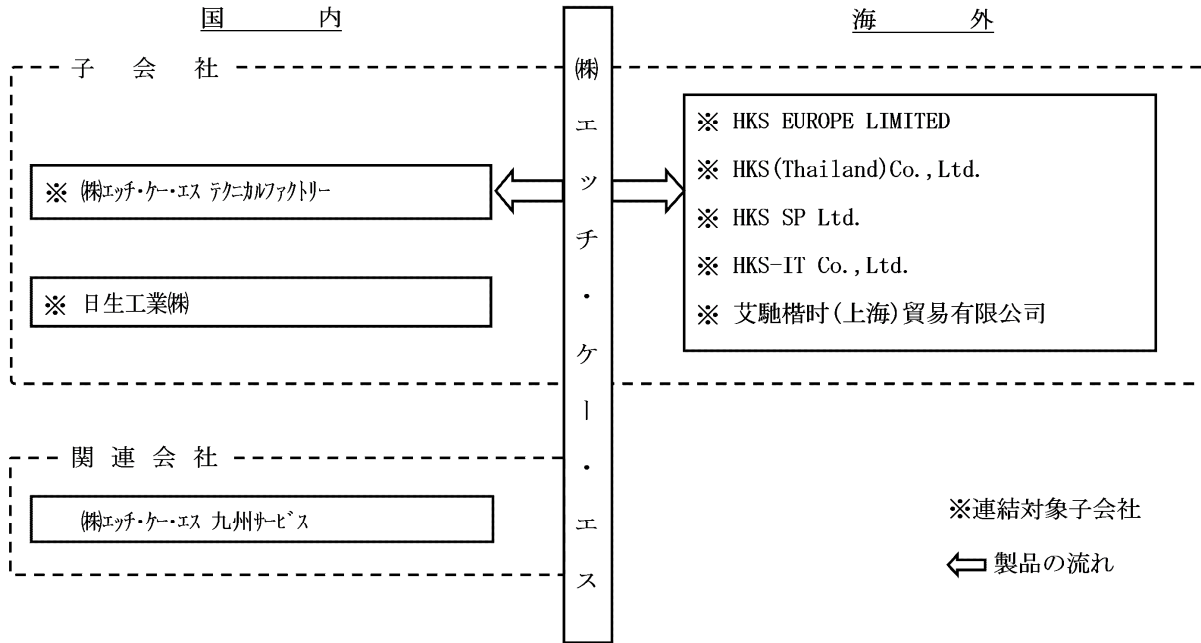 国内
海外
子会社
㈱エッチ・ケー・エス
※ HKS EUROPE LIMITED
※ HKS(Thailand)Co.,Ltd.
※ HKS SP Ltd.
※ HKS-IT Co.,Ltd.
※ 艾馳楷时(上海)貿易有限公司
※ ㈱エッチ・ケー・エス テクニカルファクトリー
※ 日生工業㈱
関連会社
㈱エッチ・ケー・エス 九州サービス
※連結対象子会社
製品の流れ